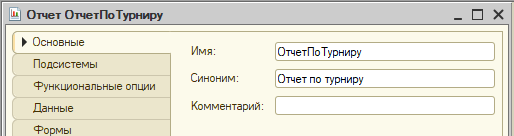 Отчет ОтчетПоТурниру
Основные
Подсистемы
Функциональные опции
Данные
Формы
Имя: ОтчетПоТурниру
Синоним: Отчет по турниру
Комментарий: